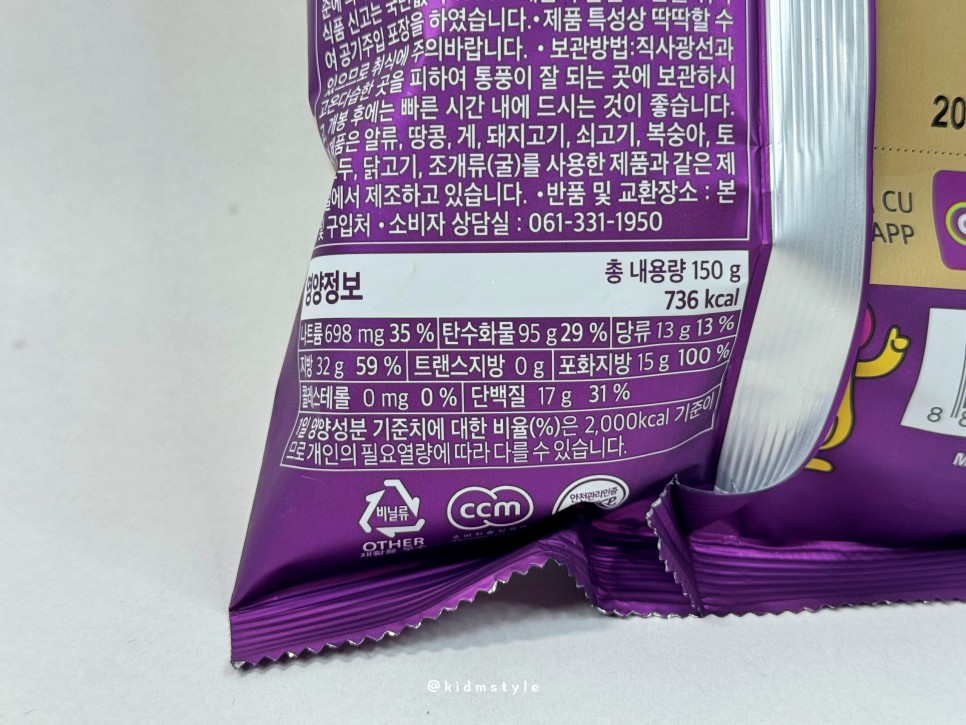 식품 신고는 국번없
여 공기주입 포장을 하였습니다. • 제품 특성상 딱딱할 수
있으므로 취식에 주의바랍니다. • 보관방법:직사광선과
고온다습한 곳을 피하여 통풍이 잘 되는 곳에 보관하시
개봉 후에는 빠른 시간 내에 드시는 것이 좋습니다.
제품은 알류, 땅콩, 게, 돼지고기, 쇠고기, 복숭아, 토
두, 닭고기, 조개류(굴)를 사용한 제품과 같은 제
에서 제조하고 있습니다. •반품 및 교환장소 : 본
및 구입처 • 소비자 상담실 : 061-331-1950
영양정보
총 내용량 150 g
736 kcal
나트륨 698 mg 35 % 탄수화물 95 g 29 % 당류 13 g 13 %
지방 32 g 59 % 트랜스지방 0 g 포화지방 15 g 100 %
콜레스테롤 0 mg 0 % 단백질 17 g 31 %
1일 영양성분 기준치에 대한 비율(%)은 2,000kcal 기준이
므로 개인의 필요열량에 따라 다를 수 있습니다.
비닐류
OTHER
ccm
안전관리인증
20
CU
APP
8
@kidmstyle